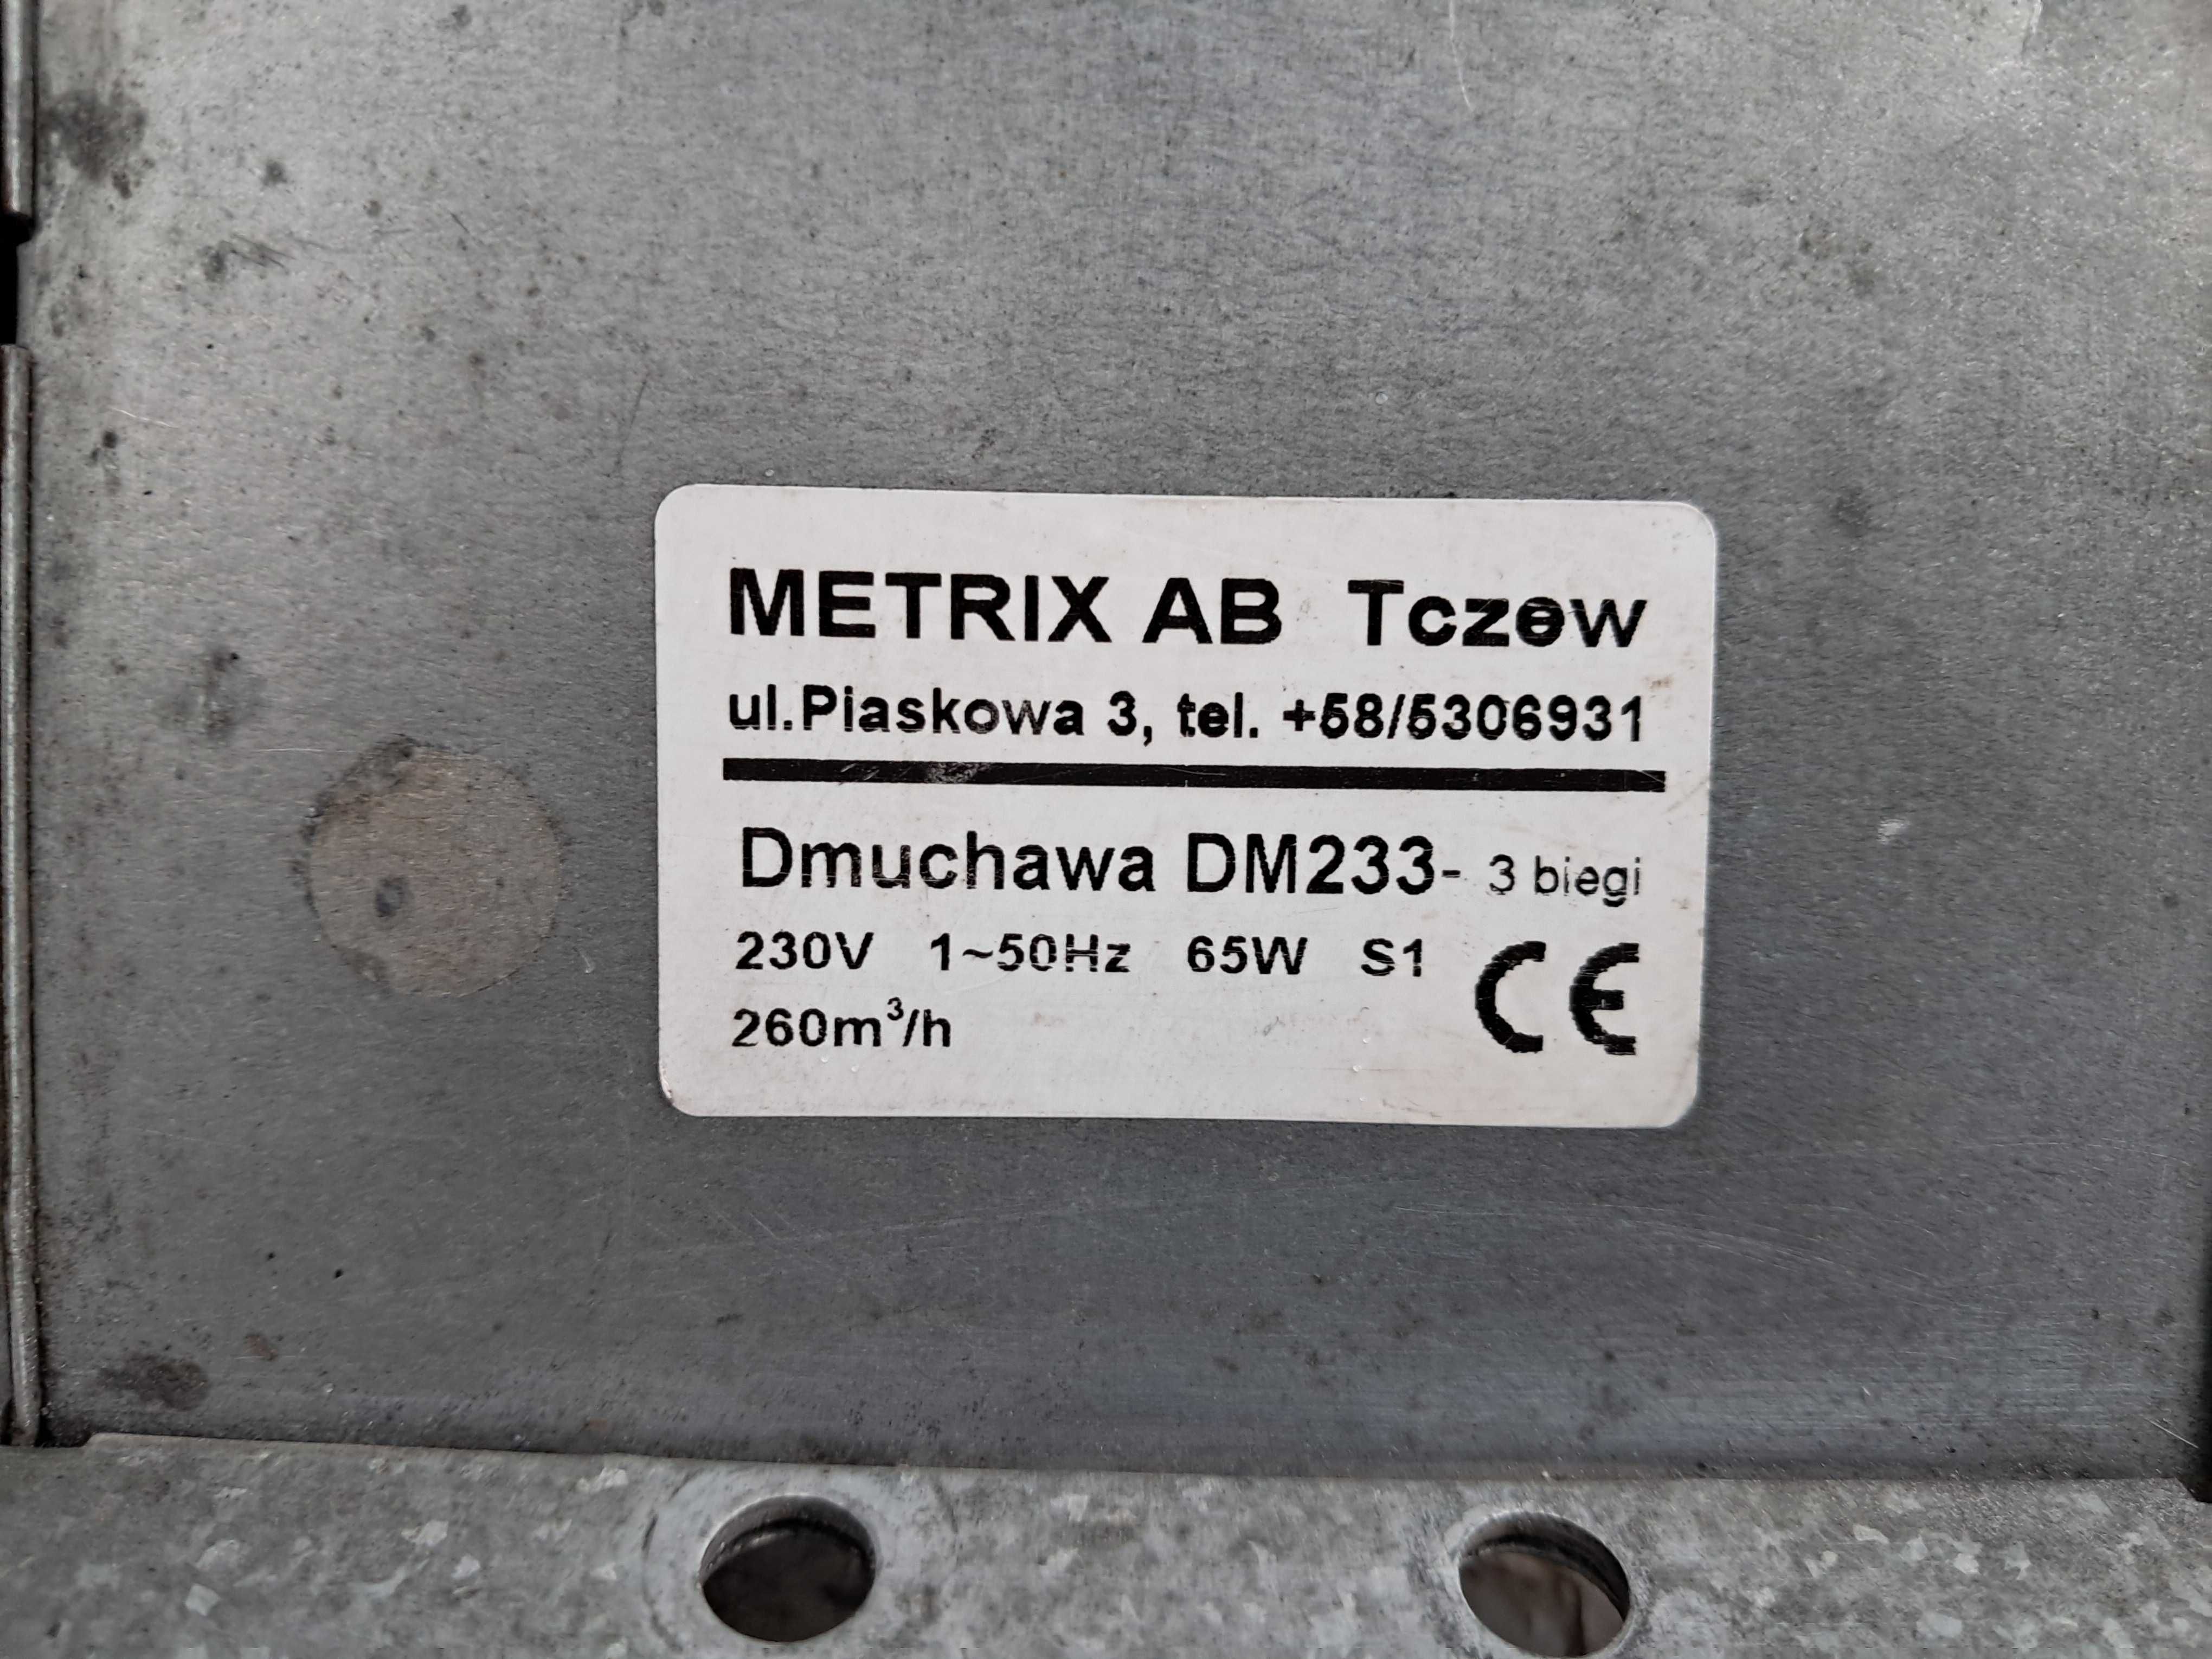 METRIX AB Tczew
ul.Piaskowa 3, tel. +58/5306931
Dmuchawa DM233- 3 biegi
230V 1~50Hz 65W S1 CE
260m³/h